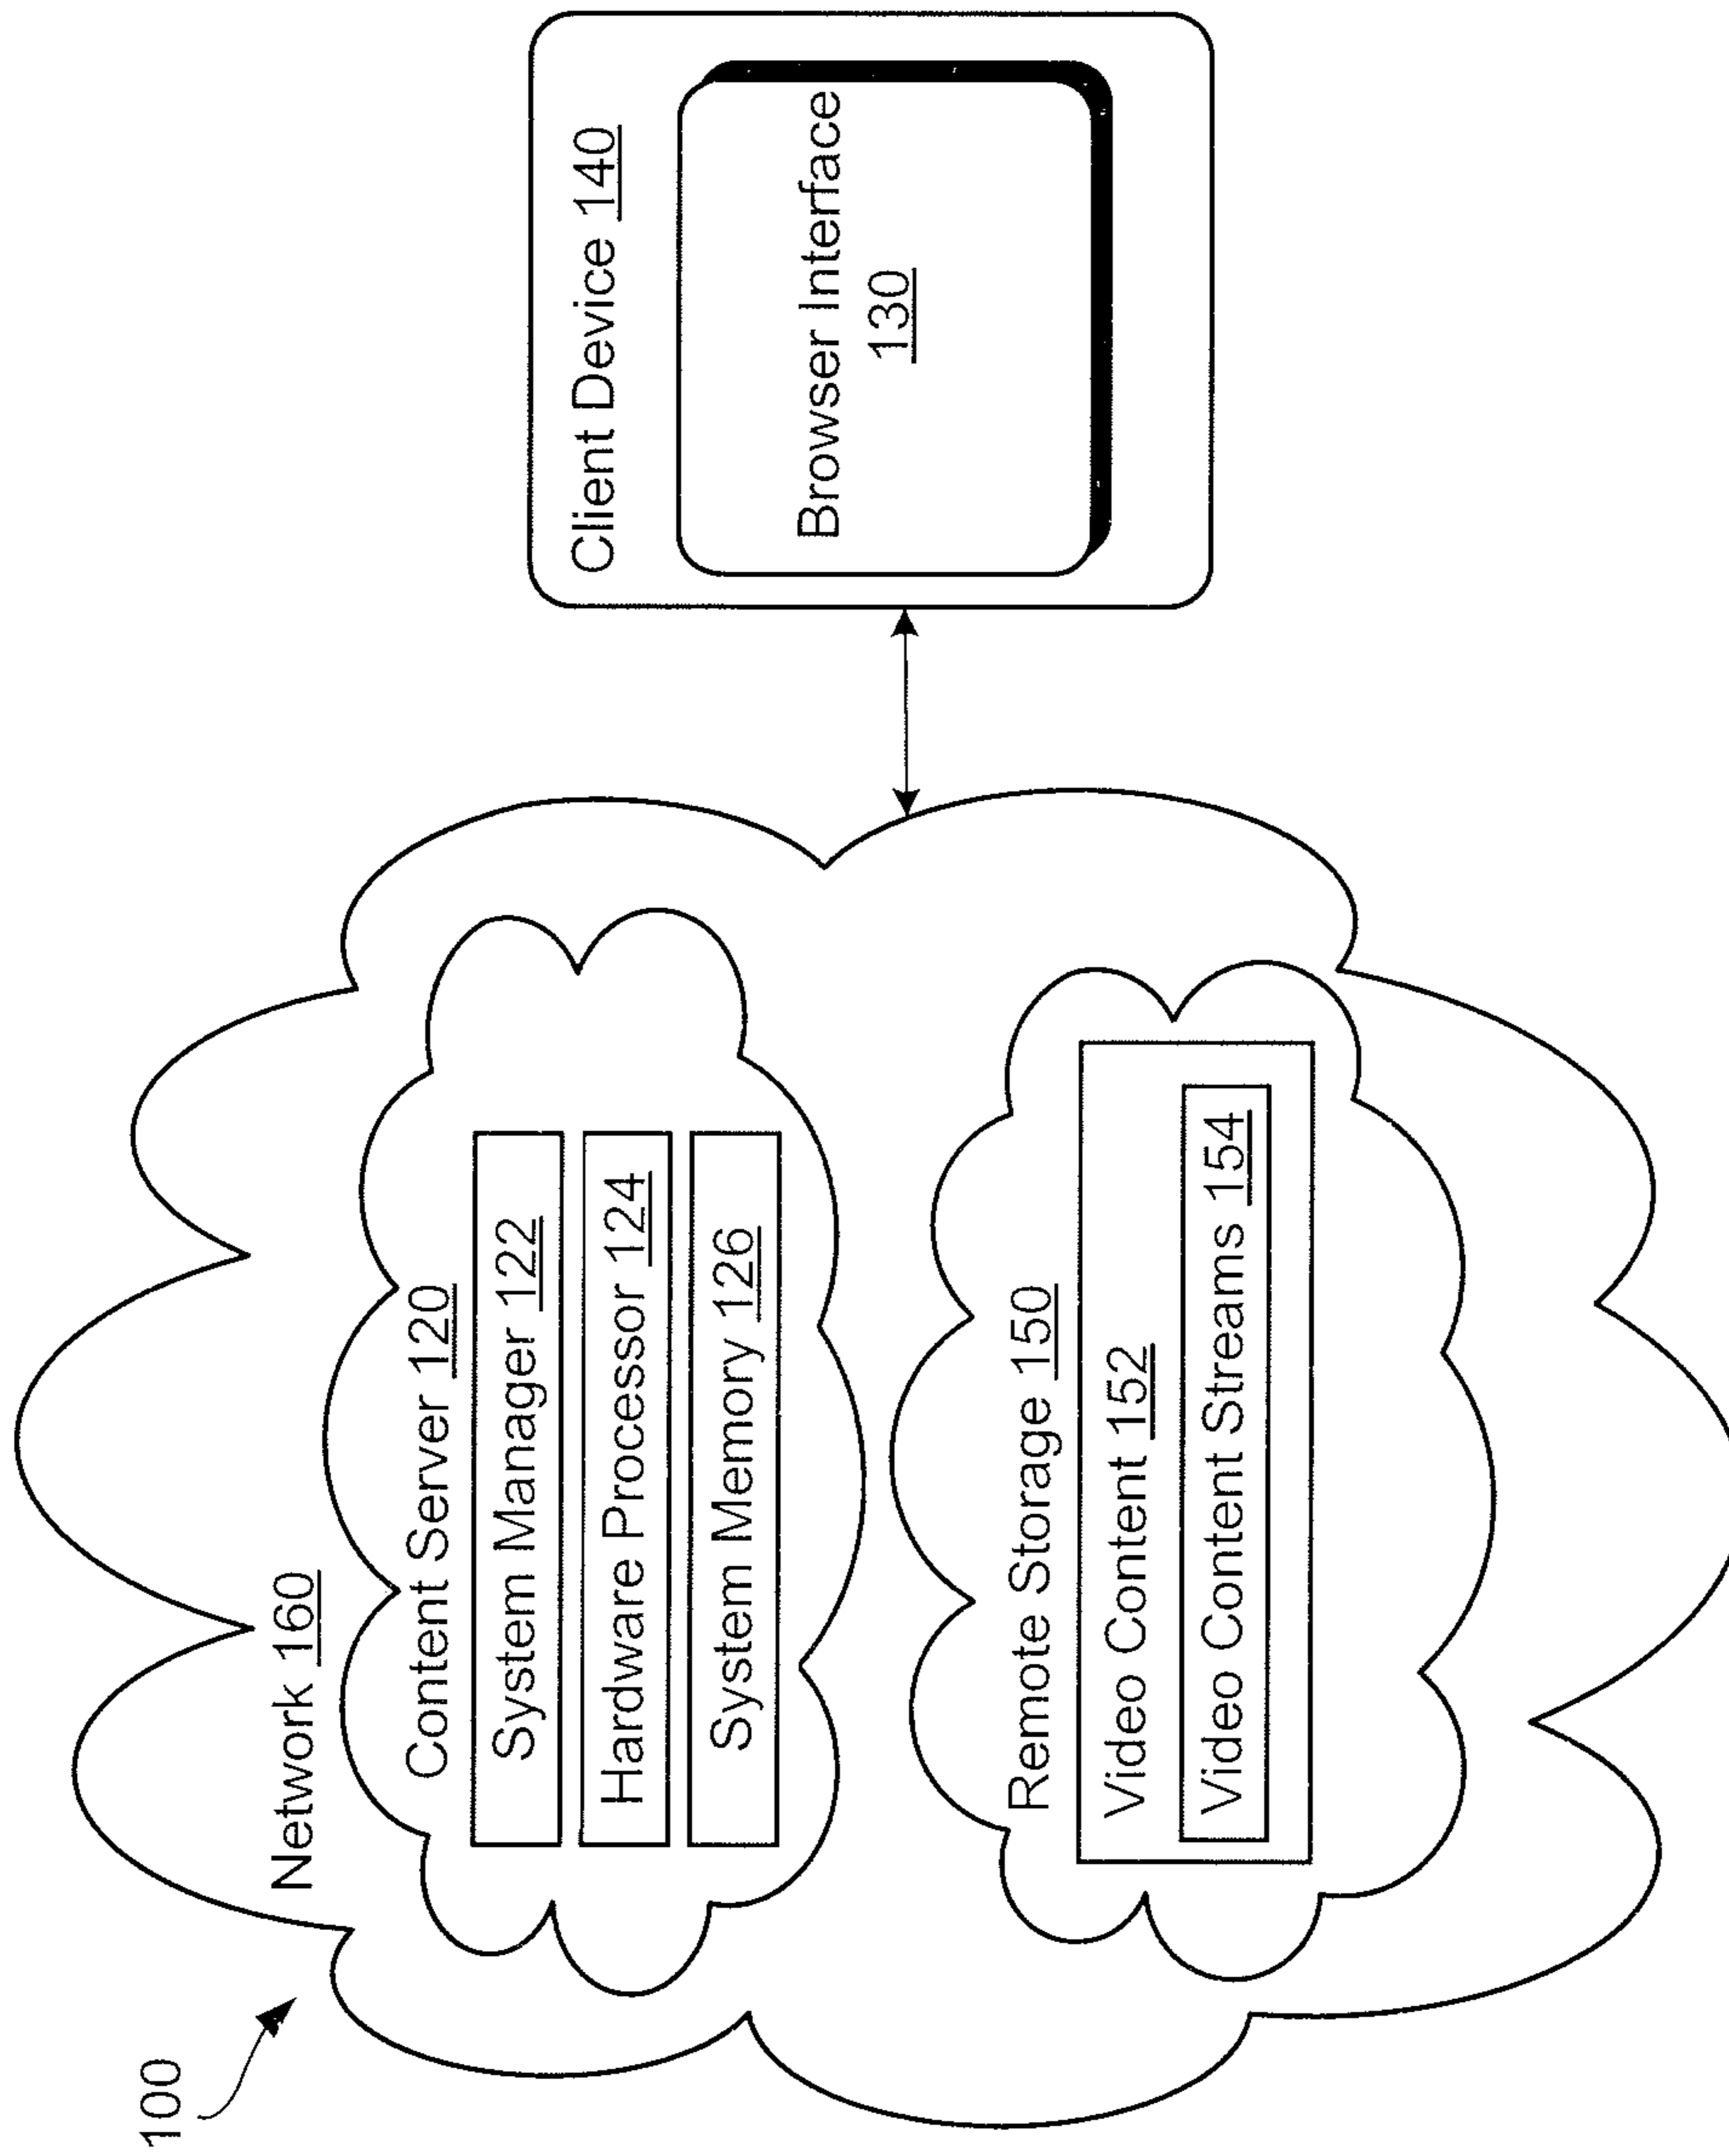 100
Network 160
Content Server 120
System Manager 122
Hardware Processor 124
System Memory 126
Remote Storage 150
Video Content 152
Video Content Streams 154
Client Device 140
Browser Interface
130